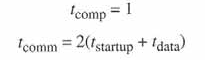 t_comp = 1
t_comm = 2(t_startup + t_data)